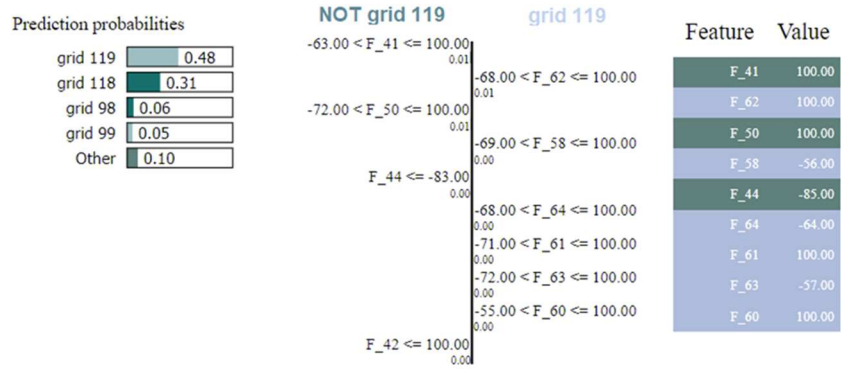 Prediction probabilities
grid 119 0.48
grid 118 0.31
grid 98 0.06
grid 99 0.05
Other 0.10
NOT grid 119 grid 119
-63.00 < F_41 <= 100.00
0.01
-68.00 < F_62 <= 100.00
0.01
-72.00 < F_50 <= 100.00
0.01
-69.00 < F_58 <= 100.00
0.00
F_44 <= -83.00
0.00
-68.00 < F_64 <= 100.00
0.00
-71.00 < F_61 <= 100.00
0.00
-72.00 < F_63 <= 100.00
0.00
-55.00 < F_60 <= 100.00
0.00
F_42 <= 100.00
0.00
Feature Value
F_41 100.00
F_62 100.00
F_50 100.00
F_58 -56.00
F_44 -85.00
F_64 -64.00
F_61 100.00
F_63 -57.00
F_60 100.00